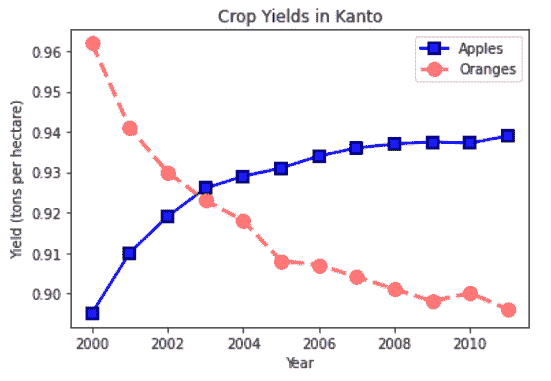 Crop Yields in Kanto
Apples
Oranges
Yield (tons per hectare)
0.96
0.95
0.94
0.93
0.92
0.91
0.90
2000
2002
2004
2006
2008
2010
Year